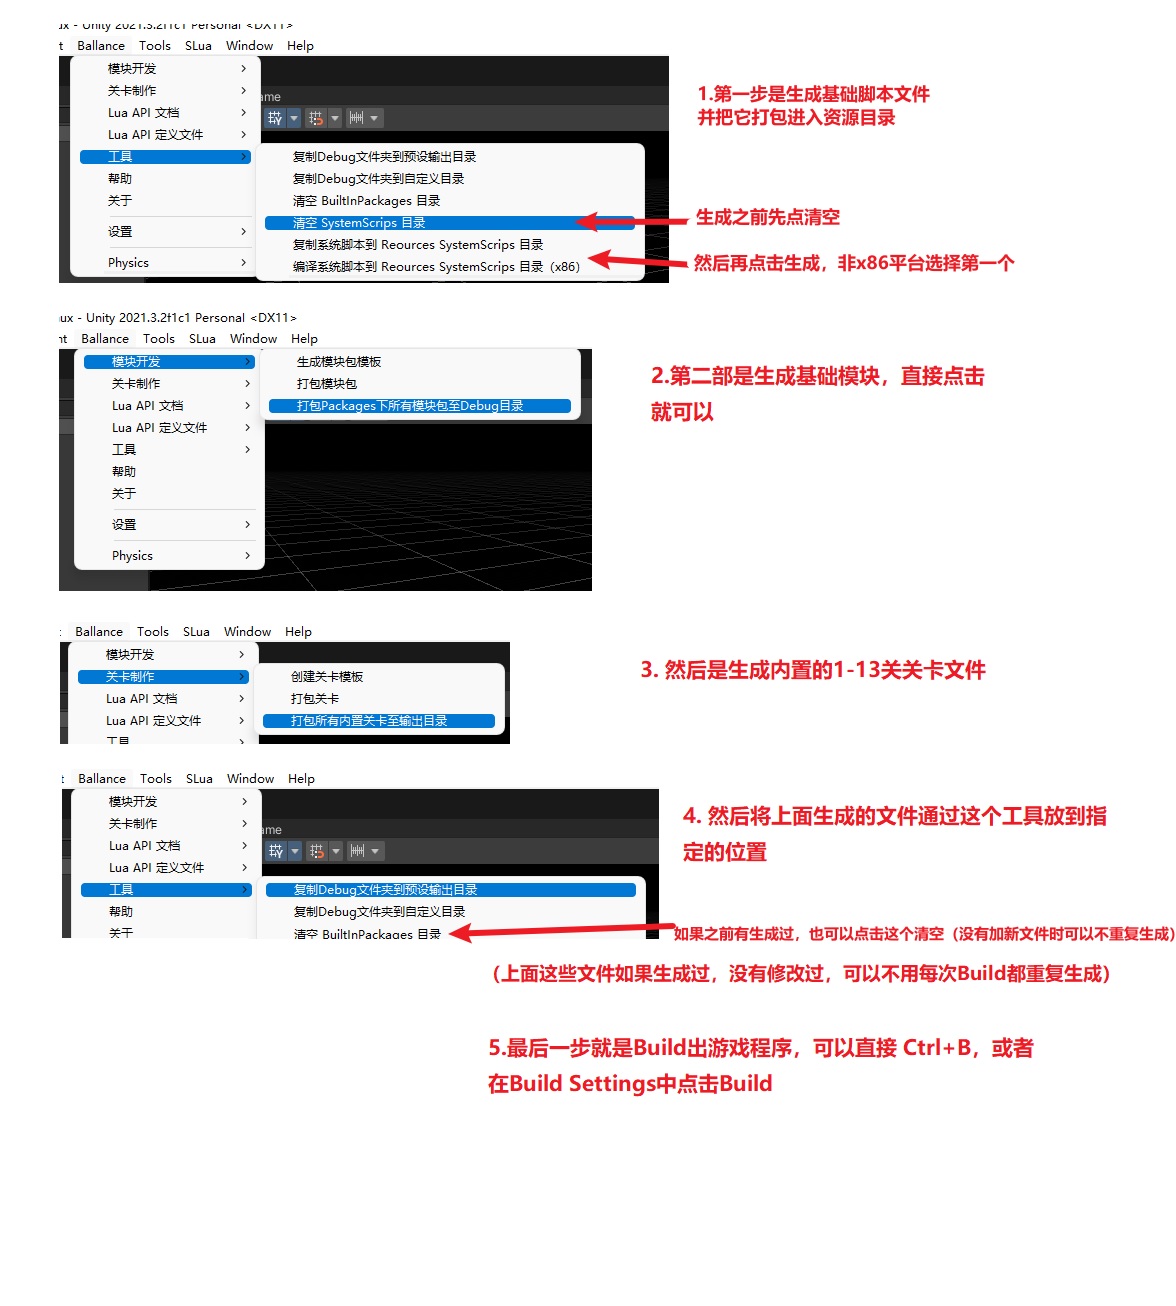 ux - Unity 2021.3.2f1c1 Personal <DX11>
t Ballance Tools SLua Window Help
模块开发
关卡制作
Lua API 文档
Lua API 定义文件
工具
帮助
关于
设置
Physics
ame
复制Debug文件夹到预设输出目录
复制Debug文件夹到自定义目录
清空 BuiltInPackages 目录
清空 SystemScrips 目录
复制系统脚本到 Reources SystemScrips 目录
编译系统脚本到 Reources SystemScrips 目录（x86）
1.第一步是生成基础脚本文件
并把它打包进入资源目录
生成之前先点清空
然后再点击生成，非x86平台选择第一个
ux - Unity 2021.3.2f1c1 Personal <DX11>
nt Ballance Tools SLua Window Help
模块开发
关卡制作
Lua API 文档
Lua API 定义文件
工具
帮助
关于
设置
Physics
生成模块包模板
打包模块包
打包Packages下所有模块包至Debug目录
2.第二部是生成基础模块，直接点击
就可以
Ballance Tools SLua Window Help
模块开发
关卡制作
Lua API 文档
Lua API 定义文件
工具
创建关卡模板
打包关卡
打包所有内置关卡至输出目录
3. 然后是生成内置的1-13关关卡文件
t Ballance Tools SLua Window Help
模块开发
关卡制作
Lua API 文档
Lua API 定义文件
工具
帮助
关于
ame
复制Debug文件夹到预设输出目录
复制Debug文件夹到自定义目录
清空 BuiltInPackages 目录
4. 然后将上面生成的文件通过这个工具放到指
定的位置
如果之前有生成过，也可以点击这个清空（没有加新文件时可以不重复生成）
（上面这些文件如果生成过，没有修改过，可以不用每次Build都重复生成）
5.最后一步就是Build出游戏程序，可以直接 Ctrl+B，或者
在Build Settings中点击Build